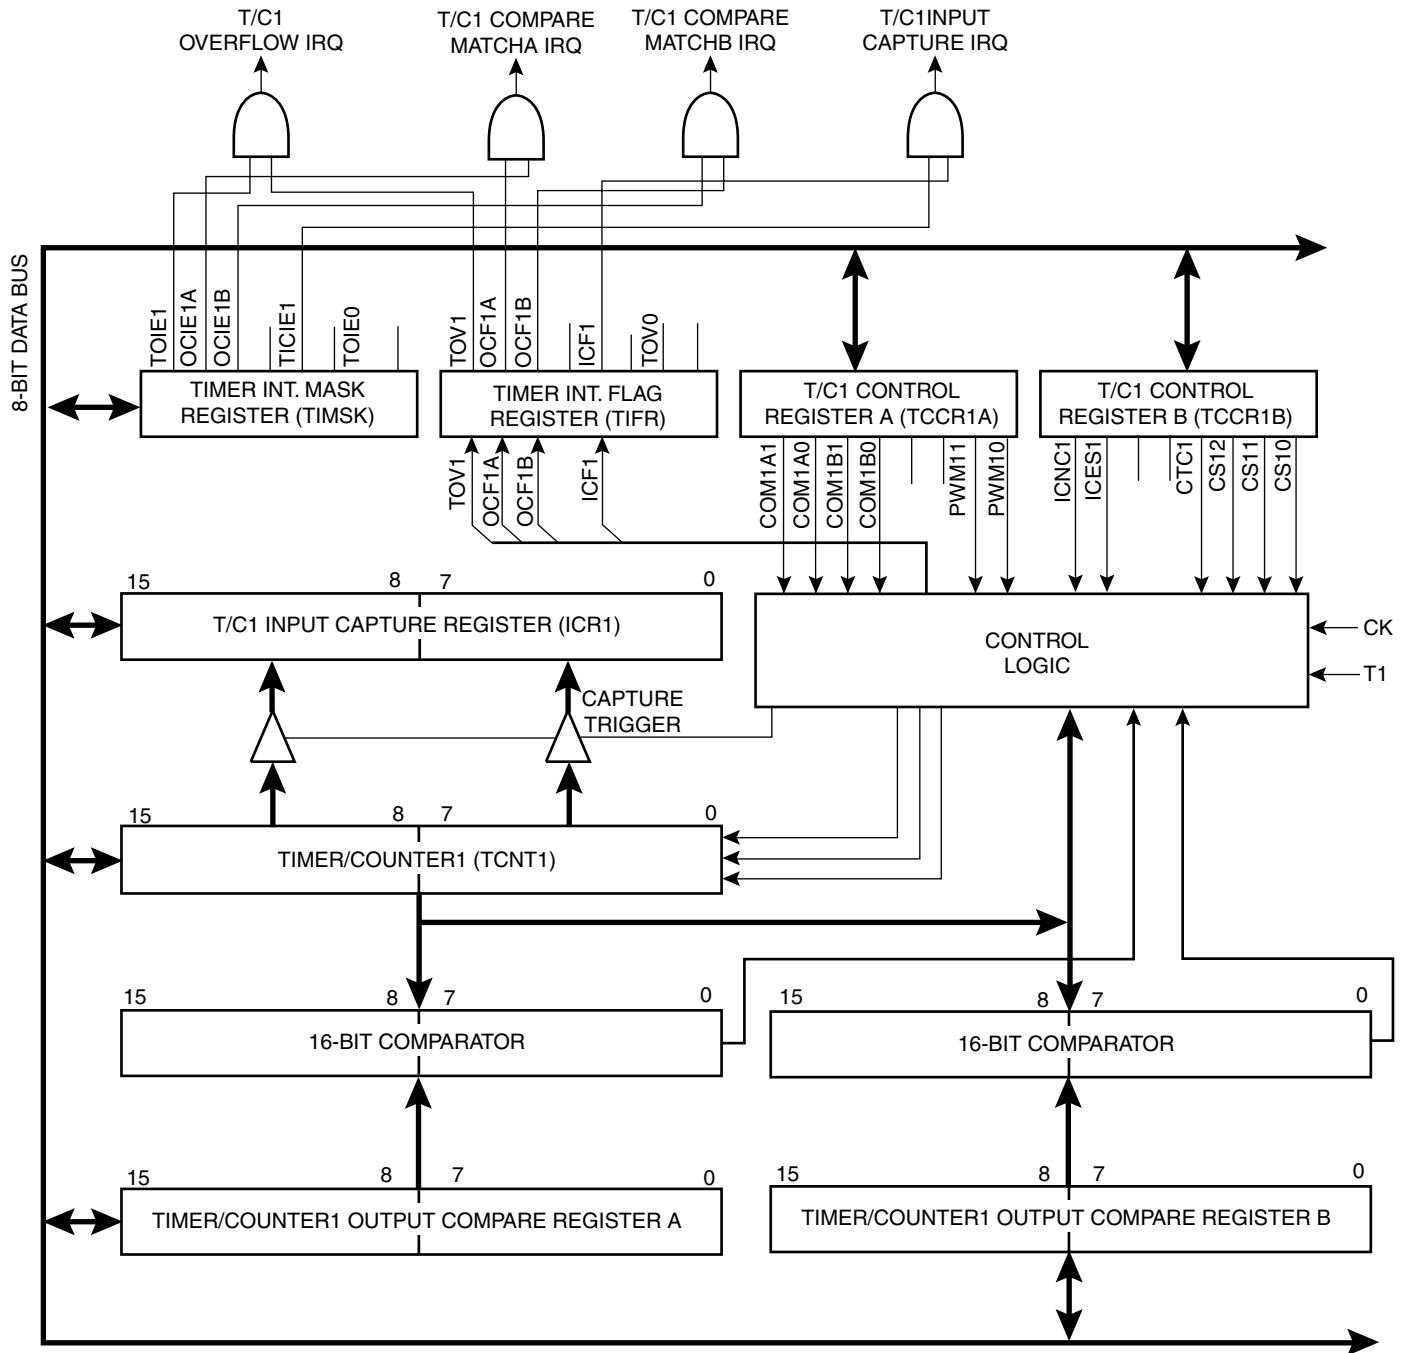 T/C1
OVERFLOW IRQ
T/C1 COMPARE
MATCHA IRQ
T/C1 COMPARE
MATCHB IRQ
T/C1INPUT
CAPTURE IRQ
8-BIT DATA BUS
TOIE1
OCIE1A
OCIE1B
TICIE1
TOIE0
TOV1
OCF1A
OCF1B
ICF1
TOV0
TIMER INT. MASK
REGISTER (TIMSK)
TIMER INT. FLAG
REGISTER (TIFR)
T/C1 CONTROL
REGISTER A (TCCR1A)
T/C1 CONTROL
REGISTER B (TCCR1B)
TOV1
OCF1A
OCF1B
ICF1
COM1A1
COM1A0
COM1B1
COM1B0
PWM11
PWM10
ICNC1
ICES1
CTC1
CS12
CS11
CS10
15 8 7 0
T/C1 INPUT CAPTURE REGISTER (ICR1)
CONTROL
LOGIC
CK
T1
CAPTURE
TRIGGER
15 8 7 0
TIMER/COUNTER1 (TCNT1)
15 8 7 0
16-BIT COMPARATOR
15 8 7 0
16-BIT COMPARATOR
15 8 7 0
TIMER/COUNTER1 OUTPUT COMPARE REGISTER A
15 8 7 0
TIMER/COUNTER1 OUTPUT COMPARE REGISTER B